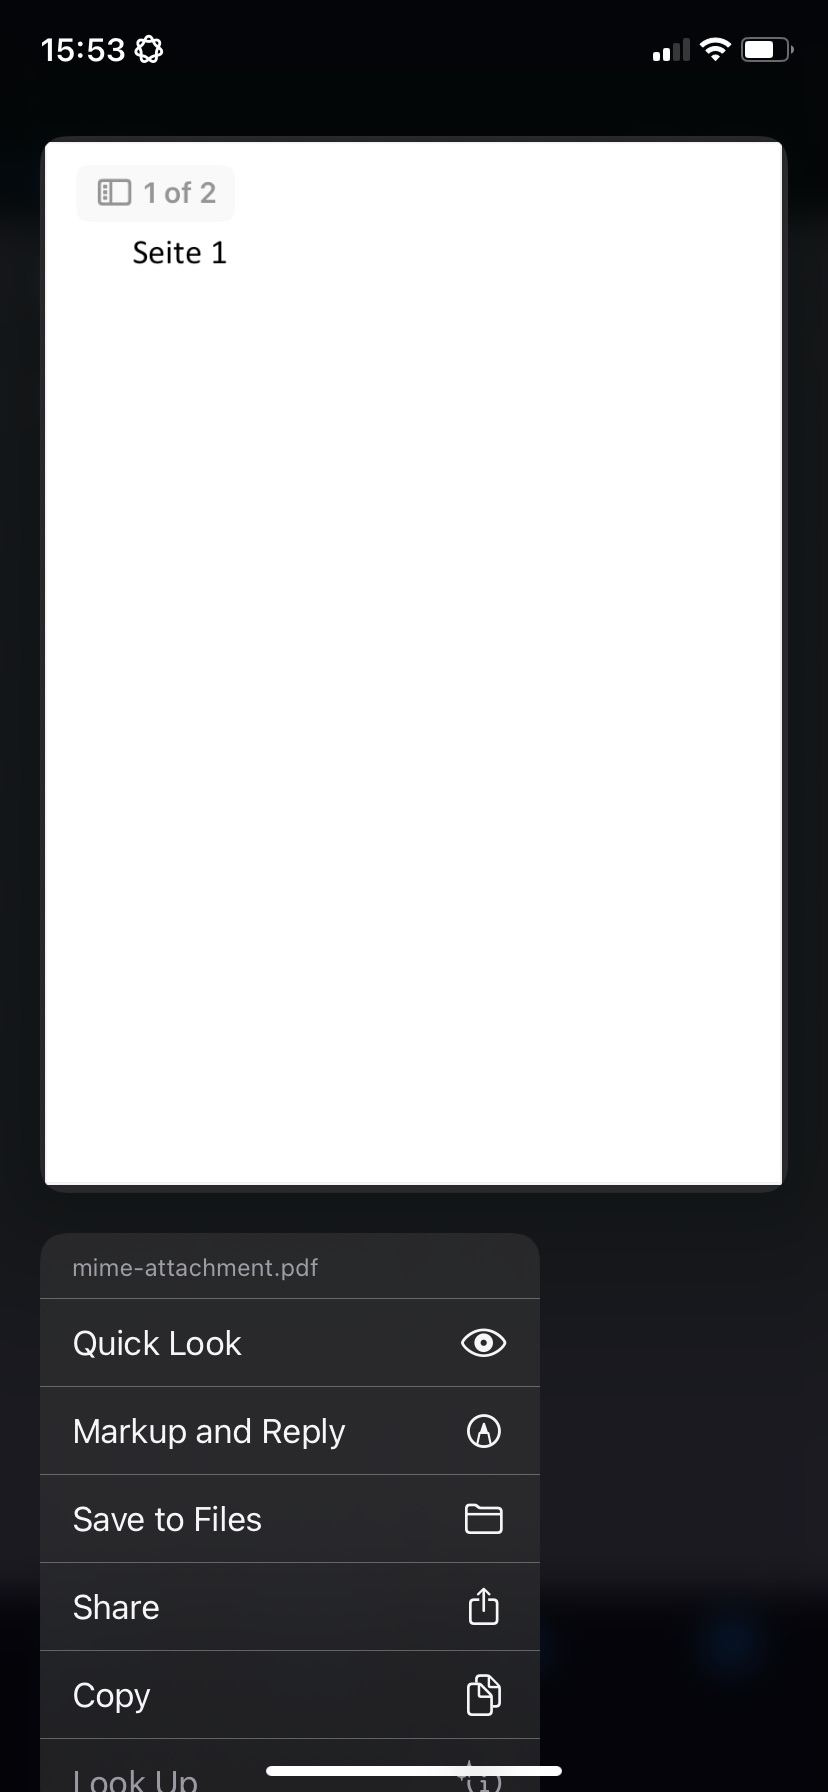 15:53
1 of 2
Seite 1
mime-attachment.pdf
Quick Look
Markup and Reply
Save to Files
Share
Copy
Look Up